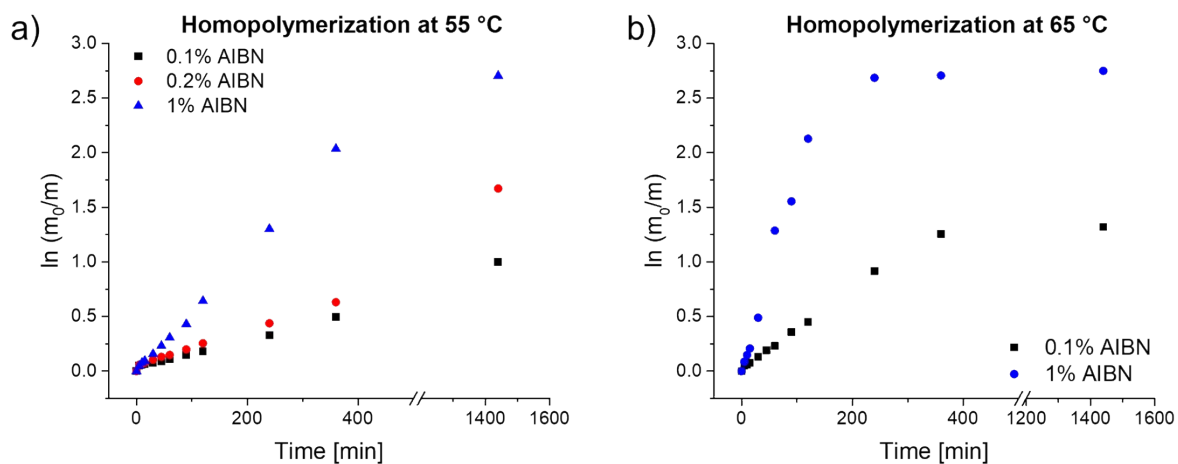 a)
Homopolymerization at 55 °C
3.0
2.5
2.0
1.5
1.0
0.5
0.0
ln (m0/m)
0.1% AIBN
0.2% AIBN
1% AIBN
0 200 400 1400 1600
Time [min]
b)
Homopolymerization at 65 °C
3.0
2.5
2.0
1.5
1.0
0.5
0.0
ln (m0/m)
0.1% AIBN
1% AIBN
0 200 400 1200 1400 1600
Time [min]